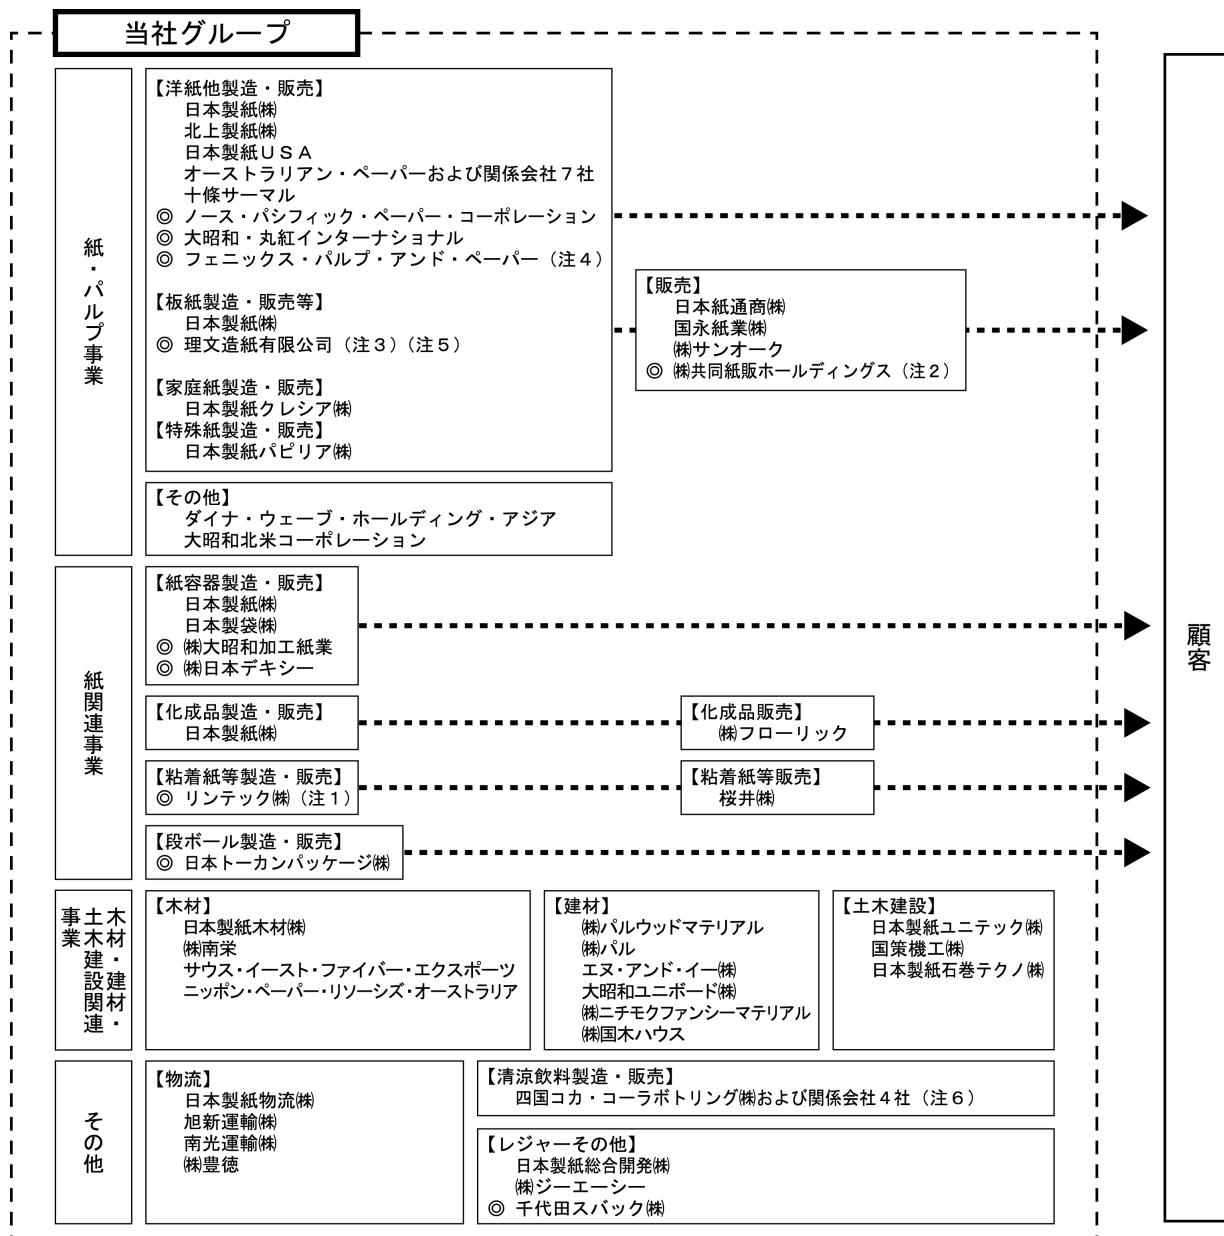 当社グループ
紙・パルプ事業
【洋紙他製造・販売】
日本製紙㈱
北上製紙㈱
日本製紙ＵＳＡ
オーストラリアン・ペーパーおよび関係会社７社
十條サーマル
◎ ノース・パシフィック・ペーパー・コーポレーション
◎ 大昭和・丸紅インターナショナル
◎ フェニックス・パルプ・アンド・ペーパー（注４）
【板紙製造・販売等】
日本製紙㈱
◎ 理文造紙有限公司（注３）（注５）
【家庭紙製造・販売】
日本製紙クレシア㈱
【特殊紙製造・販売】
日本製紙パピリア㈱
【販売】
日本紙通商㈱
国永紙業㈱
㈱サンオーク
◎ ㈱共同紙販ホールディングス（注２）
【その他】
ダイナ・ウェーブ・ホールディング・アジア
大昭和北米コーポレーション
紙関連事業
【紙容器製造・販売】
日本製紙㈱
日本製袋㈱
◎ ㈱大昭和加工紙業
◎ ㈱日本デキシー
【化成品製造・販売】
日本製紙㈱
【化成品販売】
㈱フローリック
【粘着紙等製造・販売】
◎ リンテック㈱（注１）
【粘着紙等販売】
桜井㈱
【段ボール製造・販売】
◎ 日本トーカンパッケージ㈱
木材・建材・
土木建設関連
事業
【木材】
日本製紙木材㈱
㈱南栄
サウス・イースト・ファイバー・エクスポーツ
ニッポン・ペーパー・リソーシズ・オーストラリア
【建材】
㈱パルウッドマテリアル
㈱パル
エヌ・アンド・イー㈱
大昭和ユニボード㈱
㈱ニチモクファンシーマテリアル
㈱国木ハウス
【土木建設】
日本製紙ユニテック㈱
国策機工㈱
日本製紙石巻テクノ㈱
その他
【物流】
日本製紙物流㈱
旭新運輸㈱
南光運輸㈱
㈱豊徳
【清涼飲料製造・販売】
四国コカ・コーラボトリング㈱および関係会社４社（注６）
【レジャーその他】
日本製紙総合開発㈱
㈱ジーエーシー
◎ 千代田スバック㈱
顧客